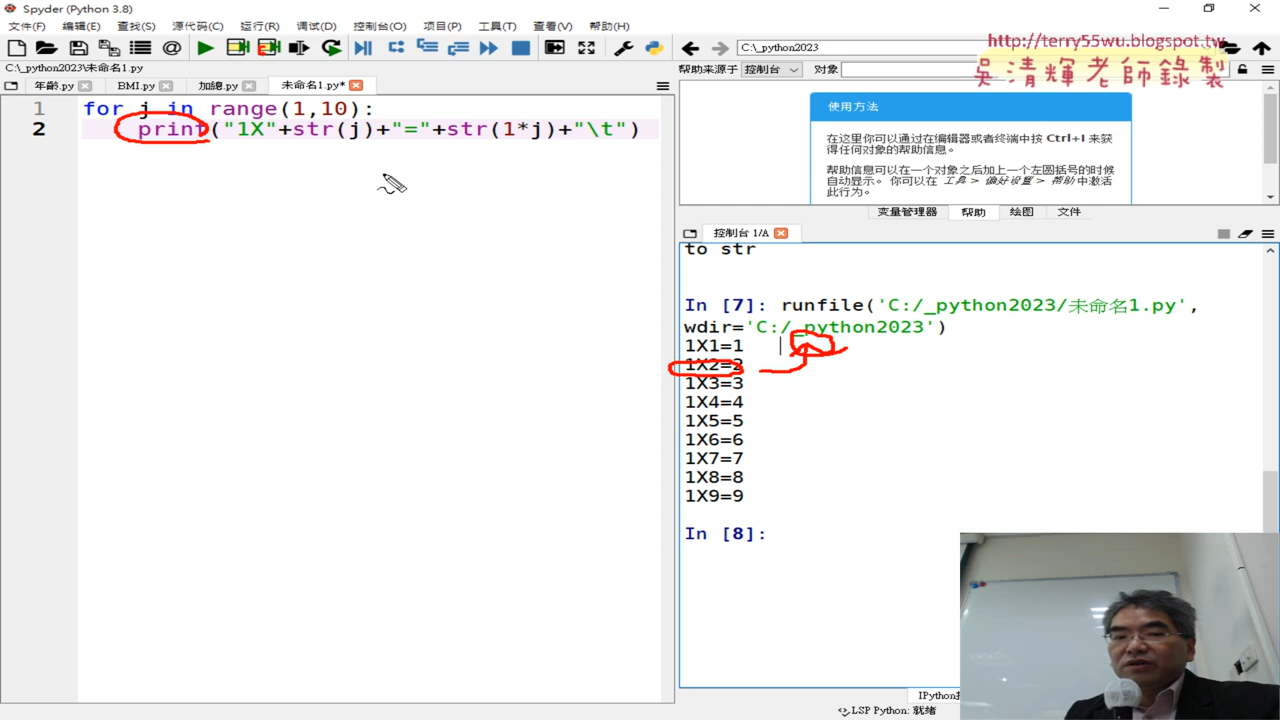 Spyder (Python 3.8)
文件(F) 编辑(E) 查找(S) 源代码(C) 运行(R) 调试(D) 控制台(O) 项目(P) 工具(T) 查看(V) 帮助(H)
C:\_python2023
http://terry55wu.blogspot.tw
吳清輝老師錄製
C:\_python2023\未命名1.py
帮助来源于 控制台 对象
年齡.py BMI.py 加總.py 未命名1.py*
1 for j in range(1,10):
2 print("1X"+str(j)+"="+str(1*j)+"\t")
使用方法
在这里你可以通过在编辑器或者终端中按 Ctrl+I 来获
得任何对象的帮助信息。
帮助信息可以在一个对象之后加上一个左圆括号的时候
自动显示。 你可以在 工具 > 偏好设置 > 帮助 中激活
此行为。
变量管理器 帮助 绘图 文件
控制台 1/A
to str
In [7]: runfile('C:/_python2023/未命名1.py',
wdir='C:/_python2023')
1X1=1
1X2=2
1X3=3
1X4=4
1X5=5
1X6=6
1X7=7
1X8=8
1X9=9
In [8]:
LSP Python: 就绪